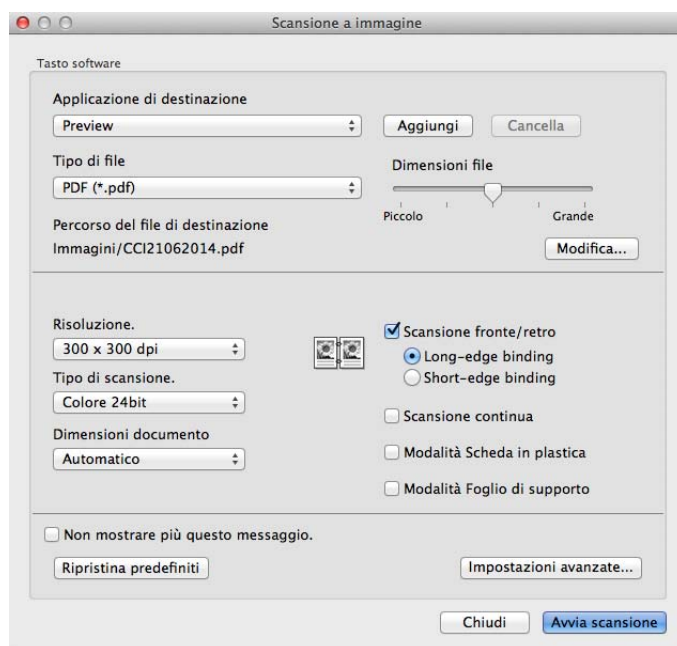 Scansione a immagine
Tasto software
Applicazione di destinazione
Preview
Aggiungi
Cancella
Tipo di file
PDF (*.pdf)
Dimensioni file
Piccolo
Grande
Percorso del file di destinazione
Immagini/CCI21062014.pdf
Modifica...
Risoluzione.
300 x 300 dpi
Tipo di scansione.
Colore 24bit
Dimensioni documento
Automatico
Scansione fronte/retro
Long-edge binding
Short-edge binding
Scansione continua
Modalità Scheda in plastica
Modalità Foglio di supporto
Non mostrare più questo messaggio.
Ripristina predefiniti
Impostazioni avanzate...
Chiudi
Avvia scansione